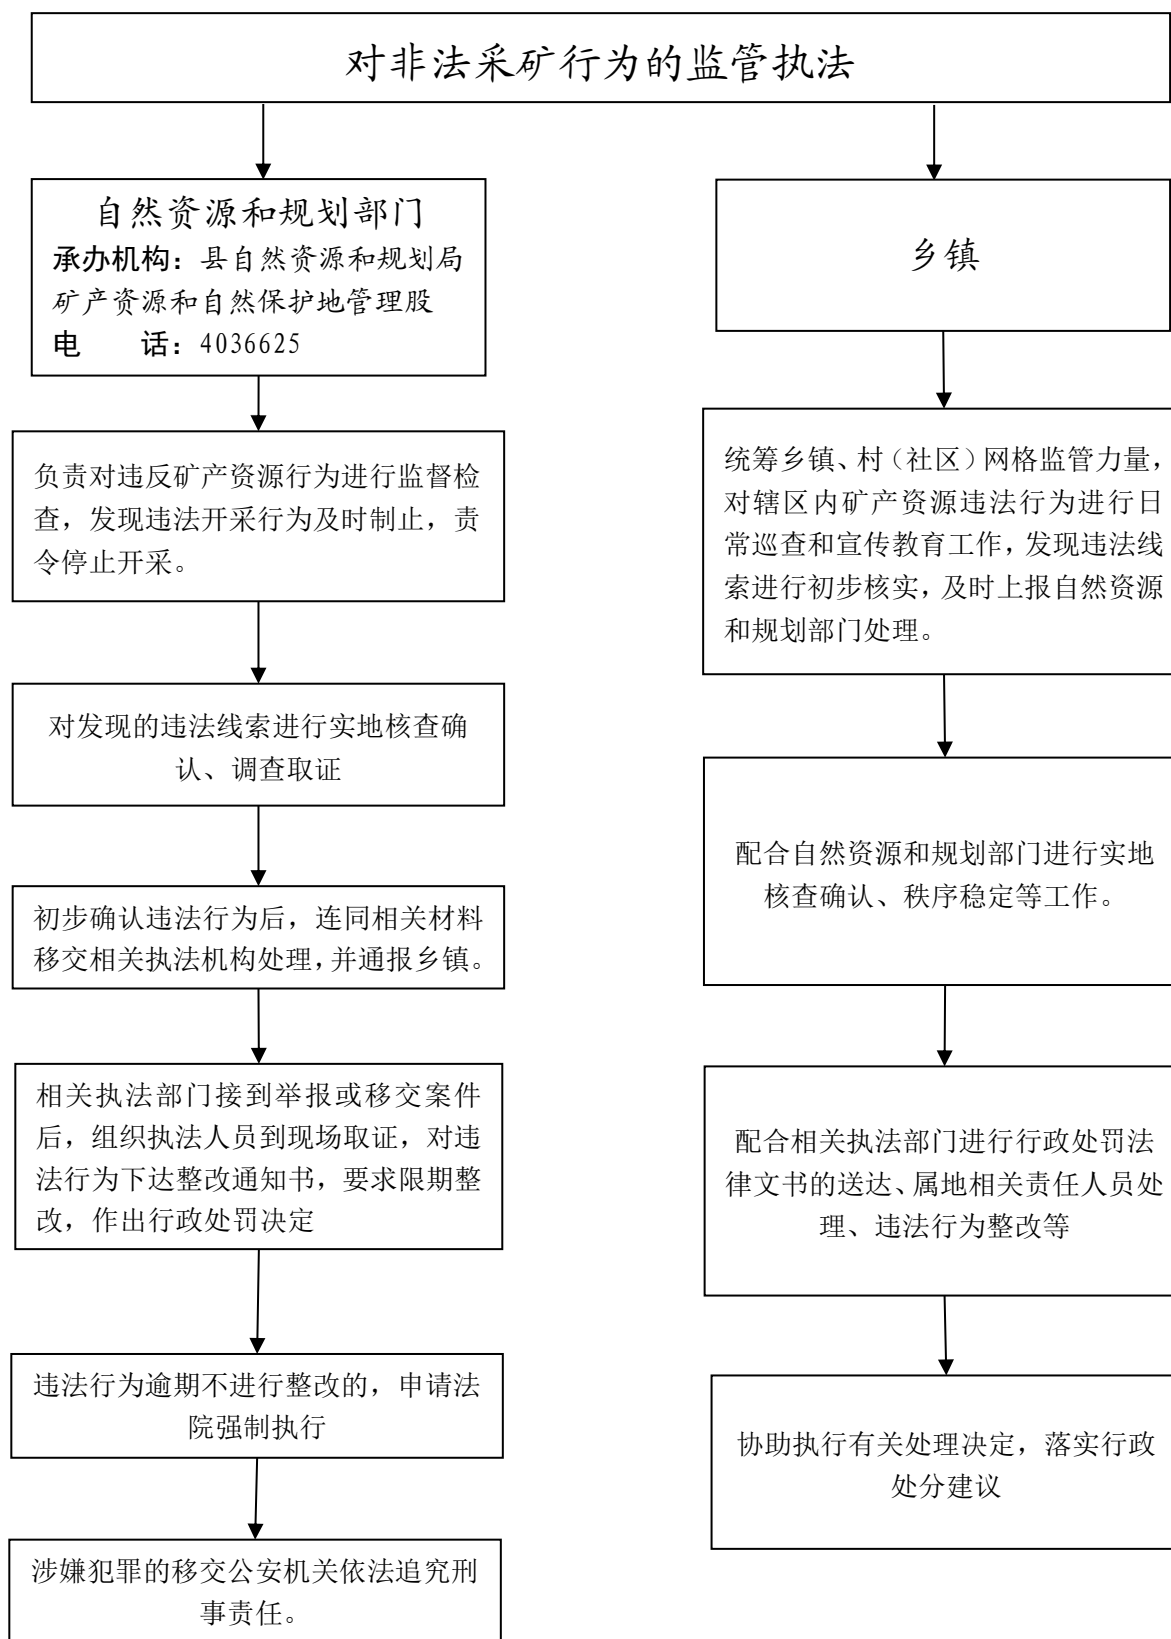 对非法采矿行为的监管执法
自然资源和规划部门
承办机构：县自然资源和规划局
矿产资源和自然保护地管理股
电　　话：4036625
负责对违反矿产资源行为进行监督检
查，发现违法开采行为及时制止，责
令停止开采。
对发现的违法线索进行实地核查确
认、调查取证
初步确认违法行为后，连同相关材料
移交相关执法机构处理，并通报乡镇。
相关执法部门接到举报或移交案件
后，组织执法人员到现场取证，对违
法行为下达整改通知书，要求限期整
改，作出行政处罚决定
违法行为逾期不进行整改的，申请法
院强制执行
涉嫌犯罪的移交公安机关依法追究刑
事责任。
乡镇
统筹乡镇、村（社区）网格监管力量，
对辖区内矿产资源违法行为进行日
常巡查和宣传教育工作，发现违法线
索进行初步核实，及时上报自然资源
和规划部门处理。
配合自然资源和规划部门进行实地
核查确认、秩序稳定等工作。
配合相关执法部门进行行政处罚法
律文书的送达、属地相关责任人员处
理、违法行为整改等
协助执行有关处理决定，落实行政
处分建议